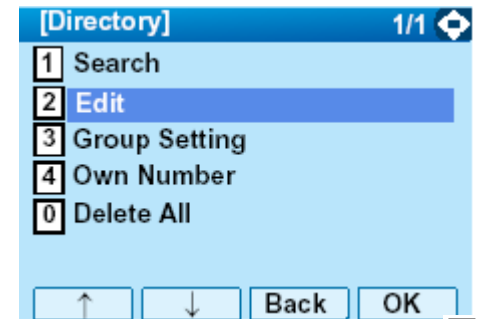 [Directory] 1/1
1 Search
2 Edit
3 Group Setting
4 Own Number
0 Delete All
↑ ↓ Back OK